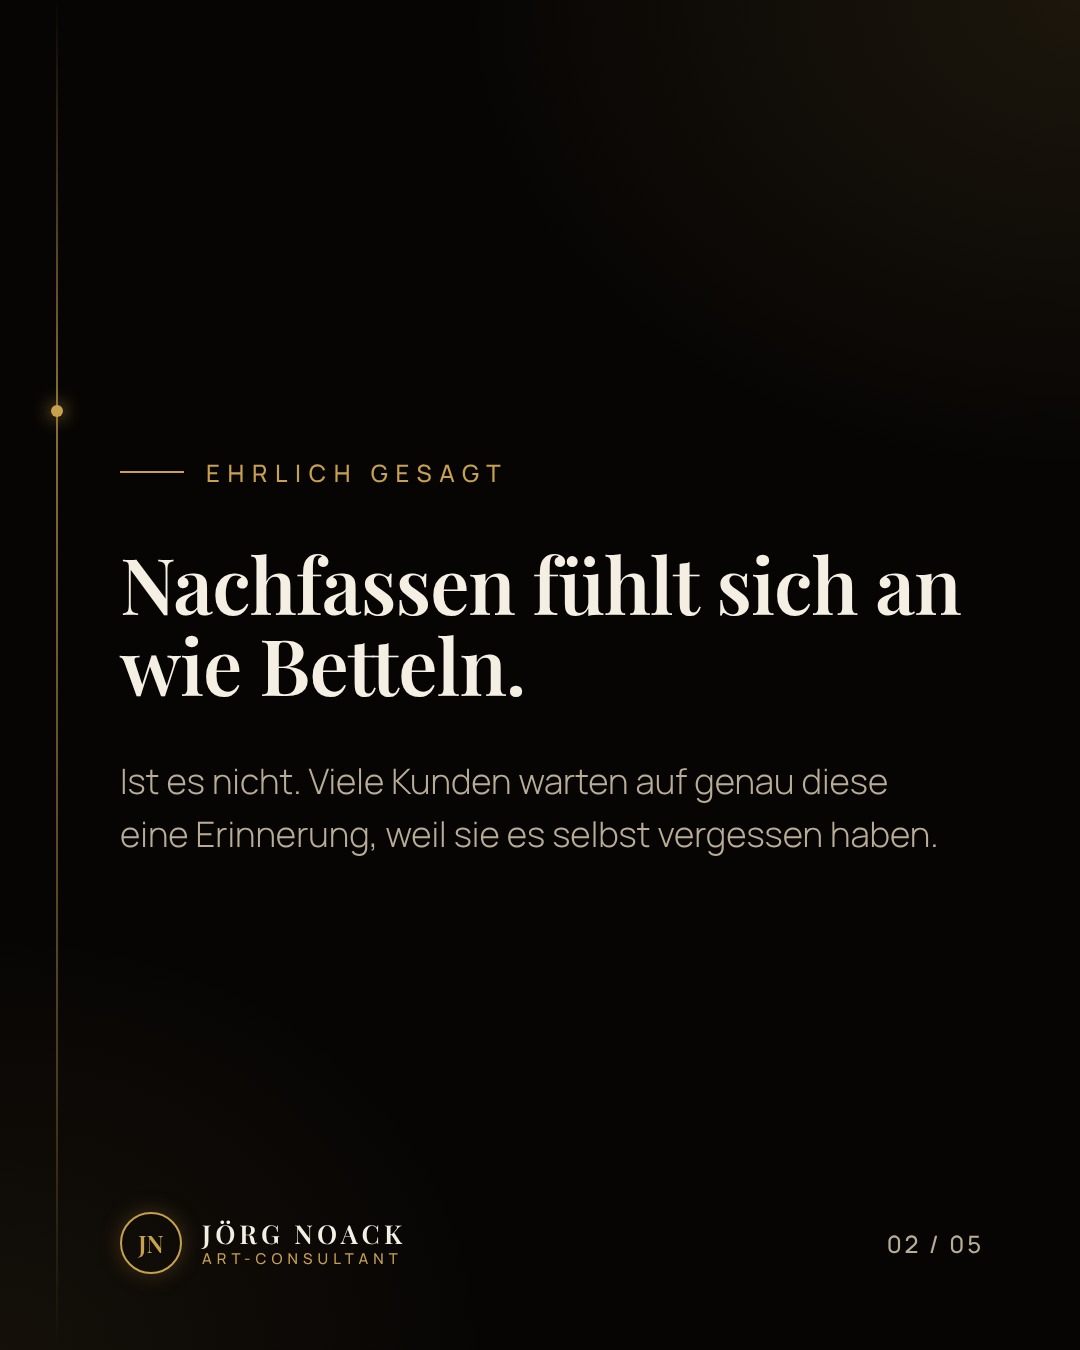 EHRLICH GESAGT
Nachfassen fühlt sich an
wie Betteln.
Ist es nicht. Viele Kunden warten auf genau diese
eine Erinnerung, weil sie es selbst vergessen haben.
JN
JÖRG NOACK
ART-CONSULTANT
02 / 05